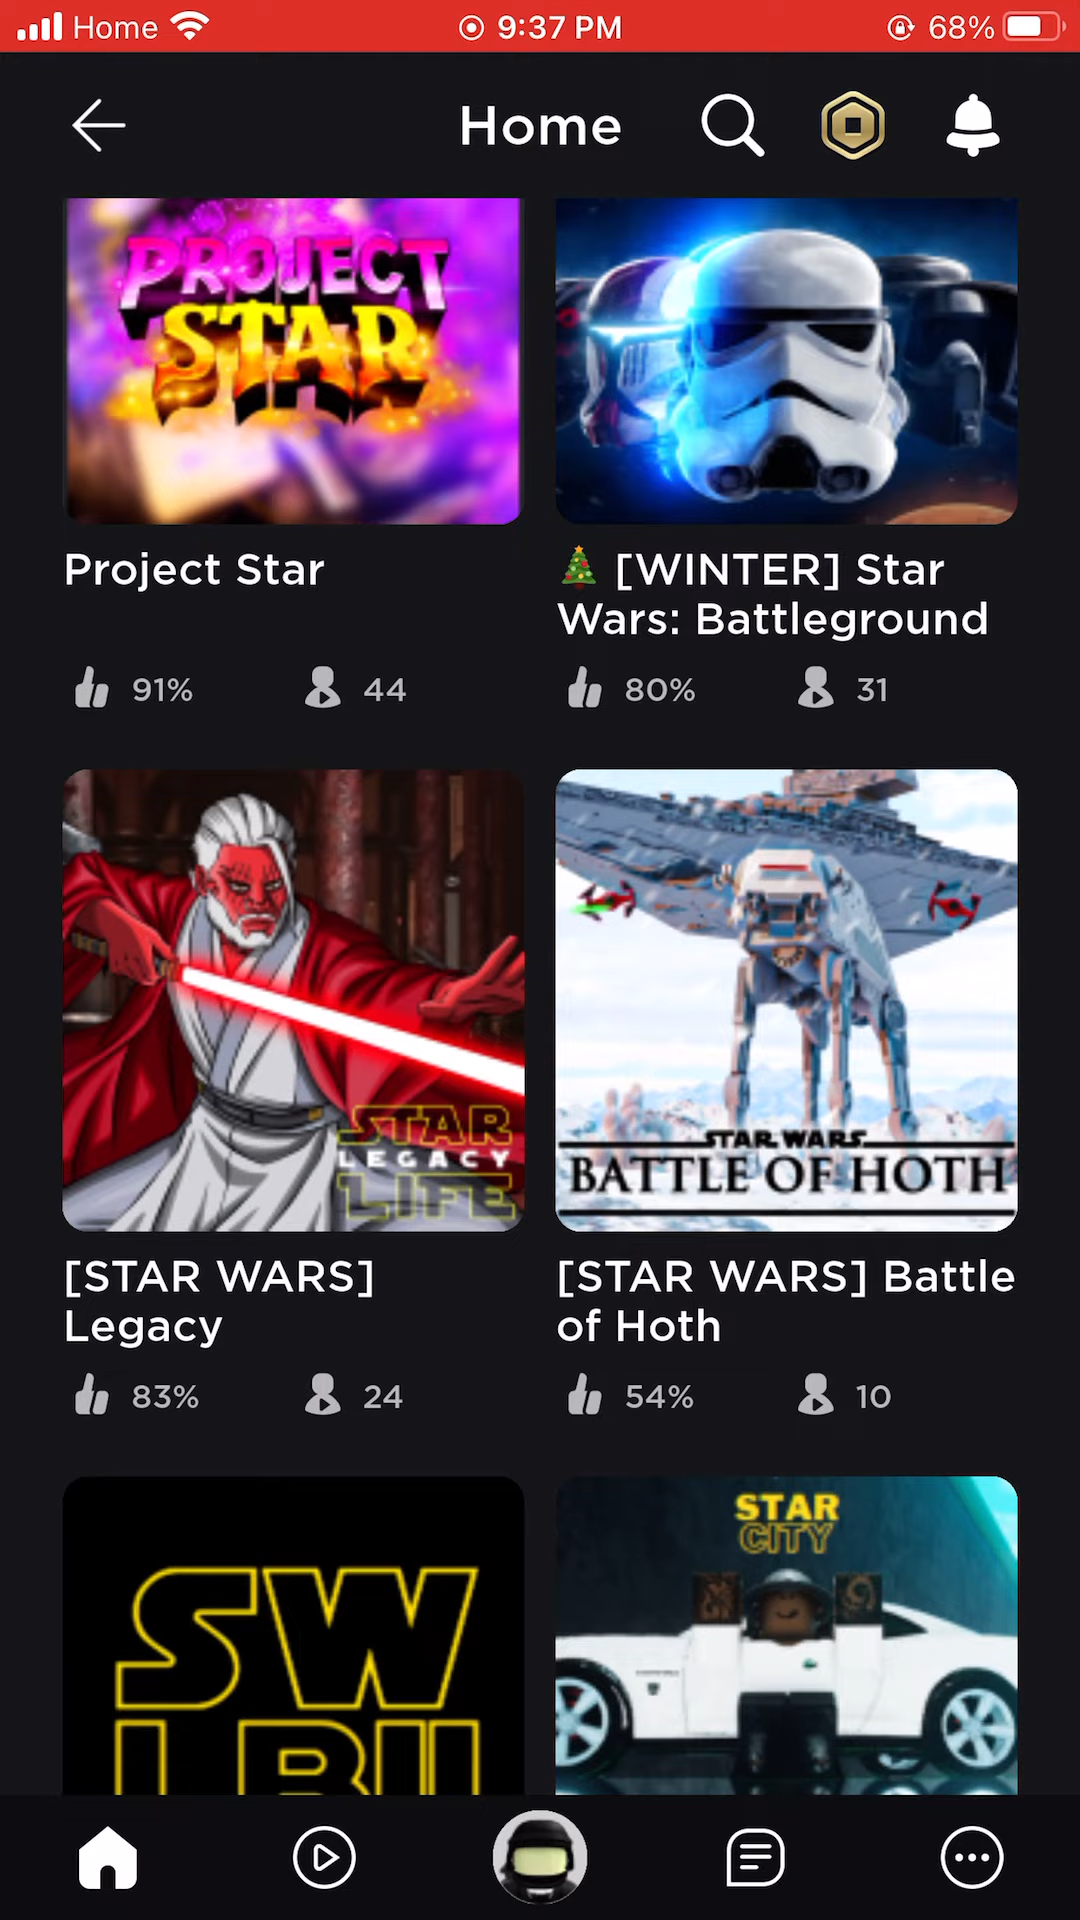 Home 9:37 PM 68%
Home
PROJECT
STAR
Project Star
🎄 [WINTER] Star
Wars: Battleground
91% 44
80% 31
STAR
LEGACY
LIFE
STAR WARS
BATTLE OF HOTH
[STAR WARS]
Legacy
[STAR WARS] Battle
of Hoth
83% 24
54% 10
SW
STAR
CITY